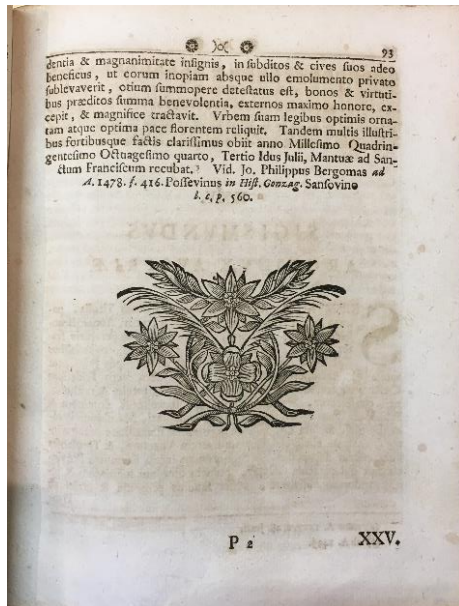 93
dentia & magnanimitate insignis, in subditos & cives suos adeo
beneficus, ut eorum inopiam absque ullo emolumento privato
sublevaverit, otium summopere detestatus est, bonos & virtuti-
bus præditos summa benevolentia, externos maximo honore, ex-
cepit, & magnifice tractavit. Vrbem suam legibus optimis orna-
tam atque optima pace florentem reliquit. Tandem multis illustri-
bus fortibusque factis clarissimus obiit anno Millesimo Quadrin-
gentesimo Octuagesimo quarto, Tertio Idus Julii, Mantuæ ad San-
ctum Franciscum recubat. Vid. Jo. Philippus Bergomas ad
A. 1478. f. 416. Possevinus in Hist. Gonzag. Sansovino
l. c. p. 560.
SIGISMUNDUS
P 2
XXV.